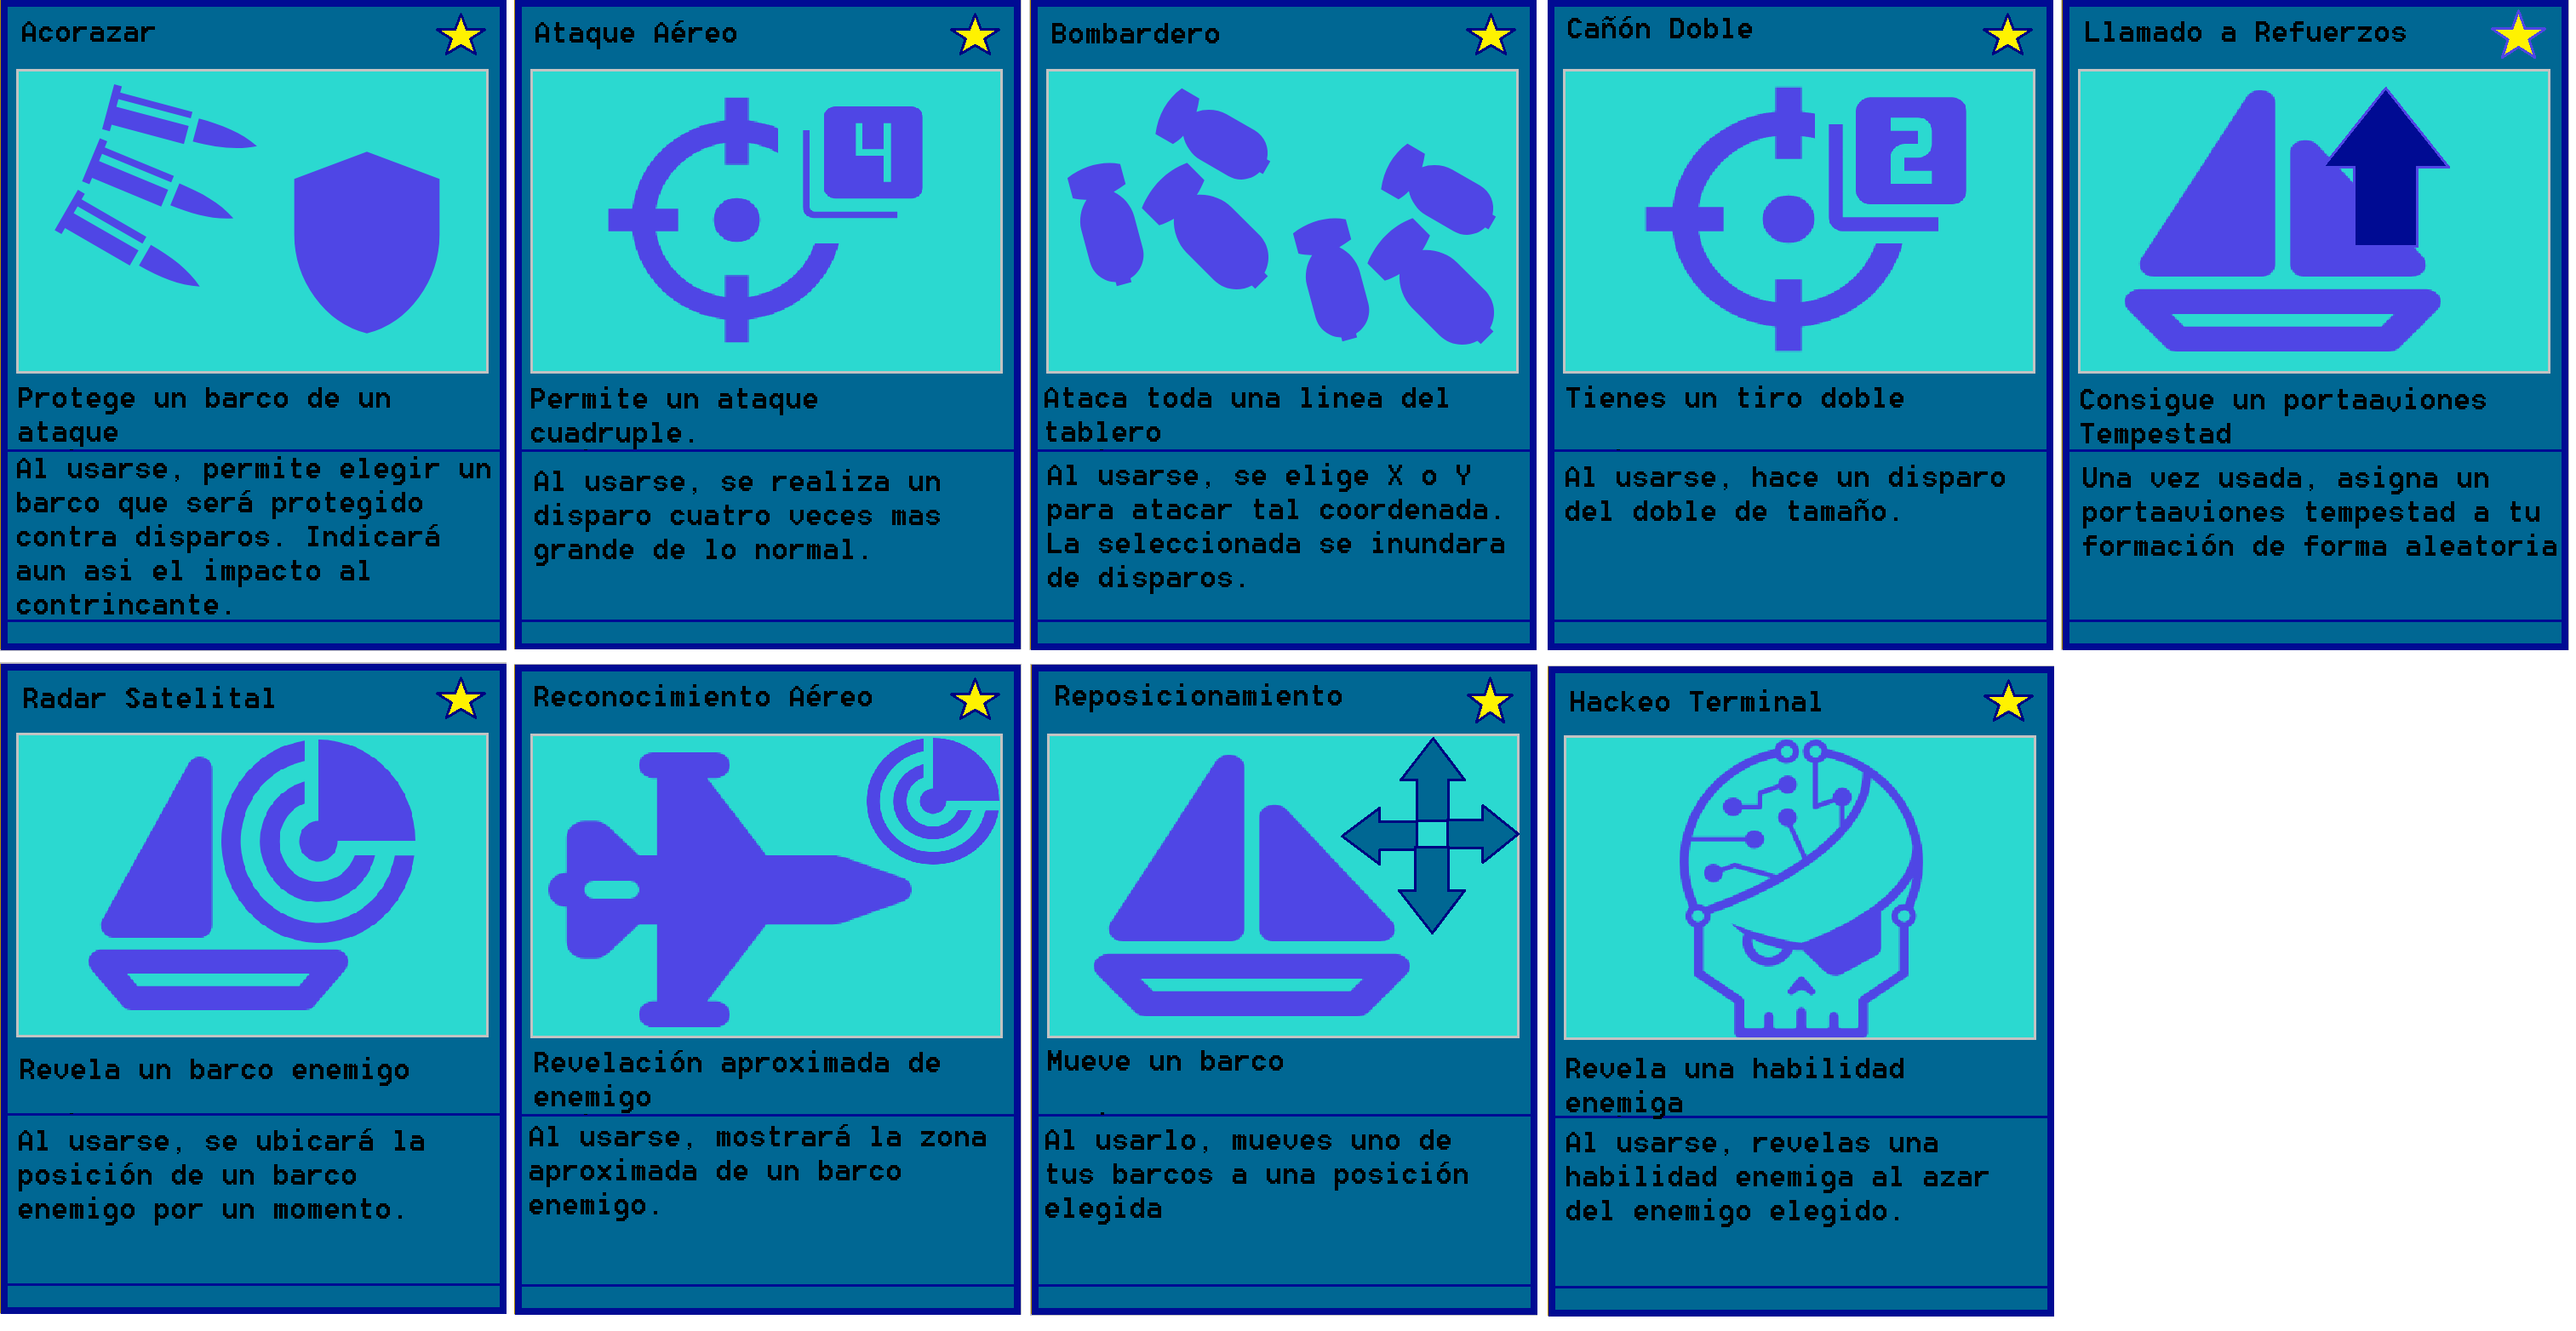 Acorazar
4
Ataque Aéreo
Bombardero
2
Cañón Doble
Llamado a Refuerzos
Protege un barco de un
ataque
Al usarse, permite elegir un
barco que será protegido
contra disparos. Indicará
aun asi el impacto al
contrincante.
Permite un ataque
cuadruple.
Al usarse, se realiza un
disparo cuatro veces mas
grande de lo normal.
Ataca toda una linea del
tablero
Al usarse, se elige X o Y
para atacar tal coordenada.
La seleccionada se inundara
de disparos.
Tienes un tiro doble
Al usarse, hace un disparo
del doble de tamaño.
Consigue un portaaviones
Tempestad
Una vez usada, asigna un
portaaviones tempestad a tu
formación de forma aleatoria
Radar Satelital
Revela un barco enemigo
Al usarse, se ubicará la
posición de un barco
enemigo por un momento.
Reconocimiento Aéreo
Revelación aproximada de
enemigo
Al usarse, mostrará la zona
aproximada de un barco
enemigo.
Reposicionamiento
Mueve un barco
Al usarlo, mueves uno de
tus barcos a una posición
elegida
Hackeo Terminal
Revela una habilidad
enemiga
Al usarse, revelas una
habilidad enemiga al azar
del enemigo elegido.